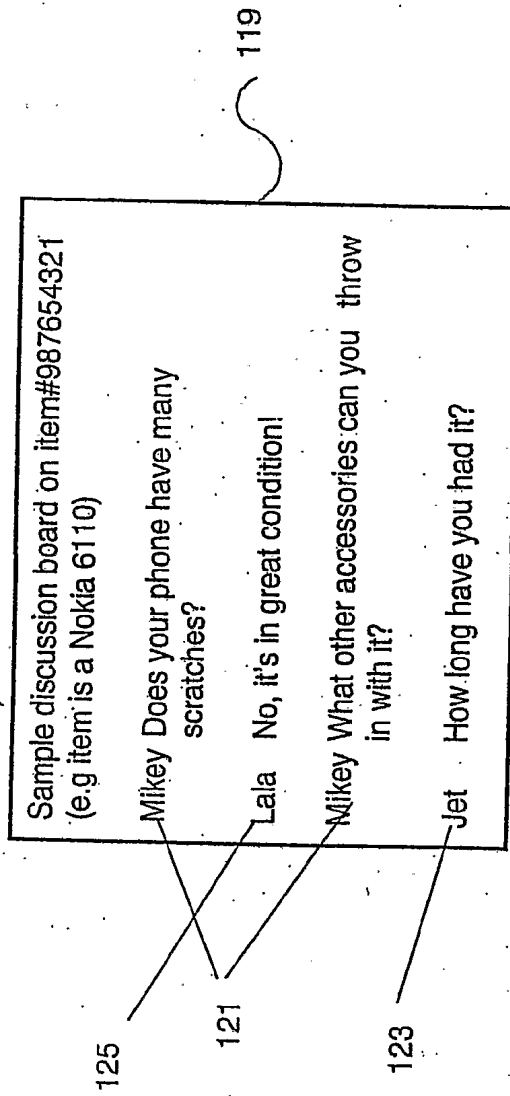 Sample discussion board on item#987654321
(e.g item is a Nokia 6110)
Mikey Does your phone have many
scratches?
Lala No, it's in great condition!
Mikey What other accessories can you throw
in with it?
Jet How long have you had it?
119
125
121
123